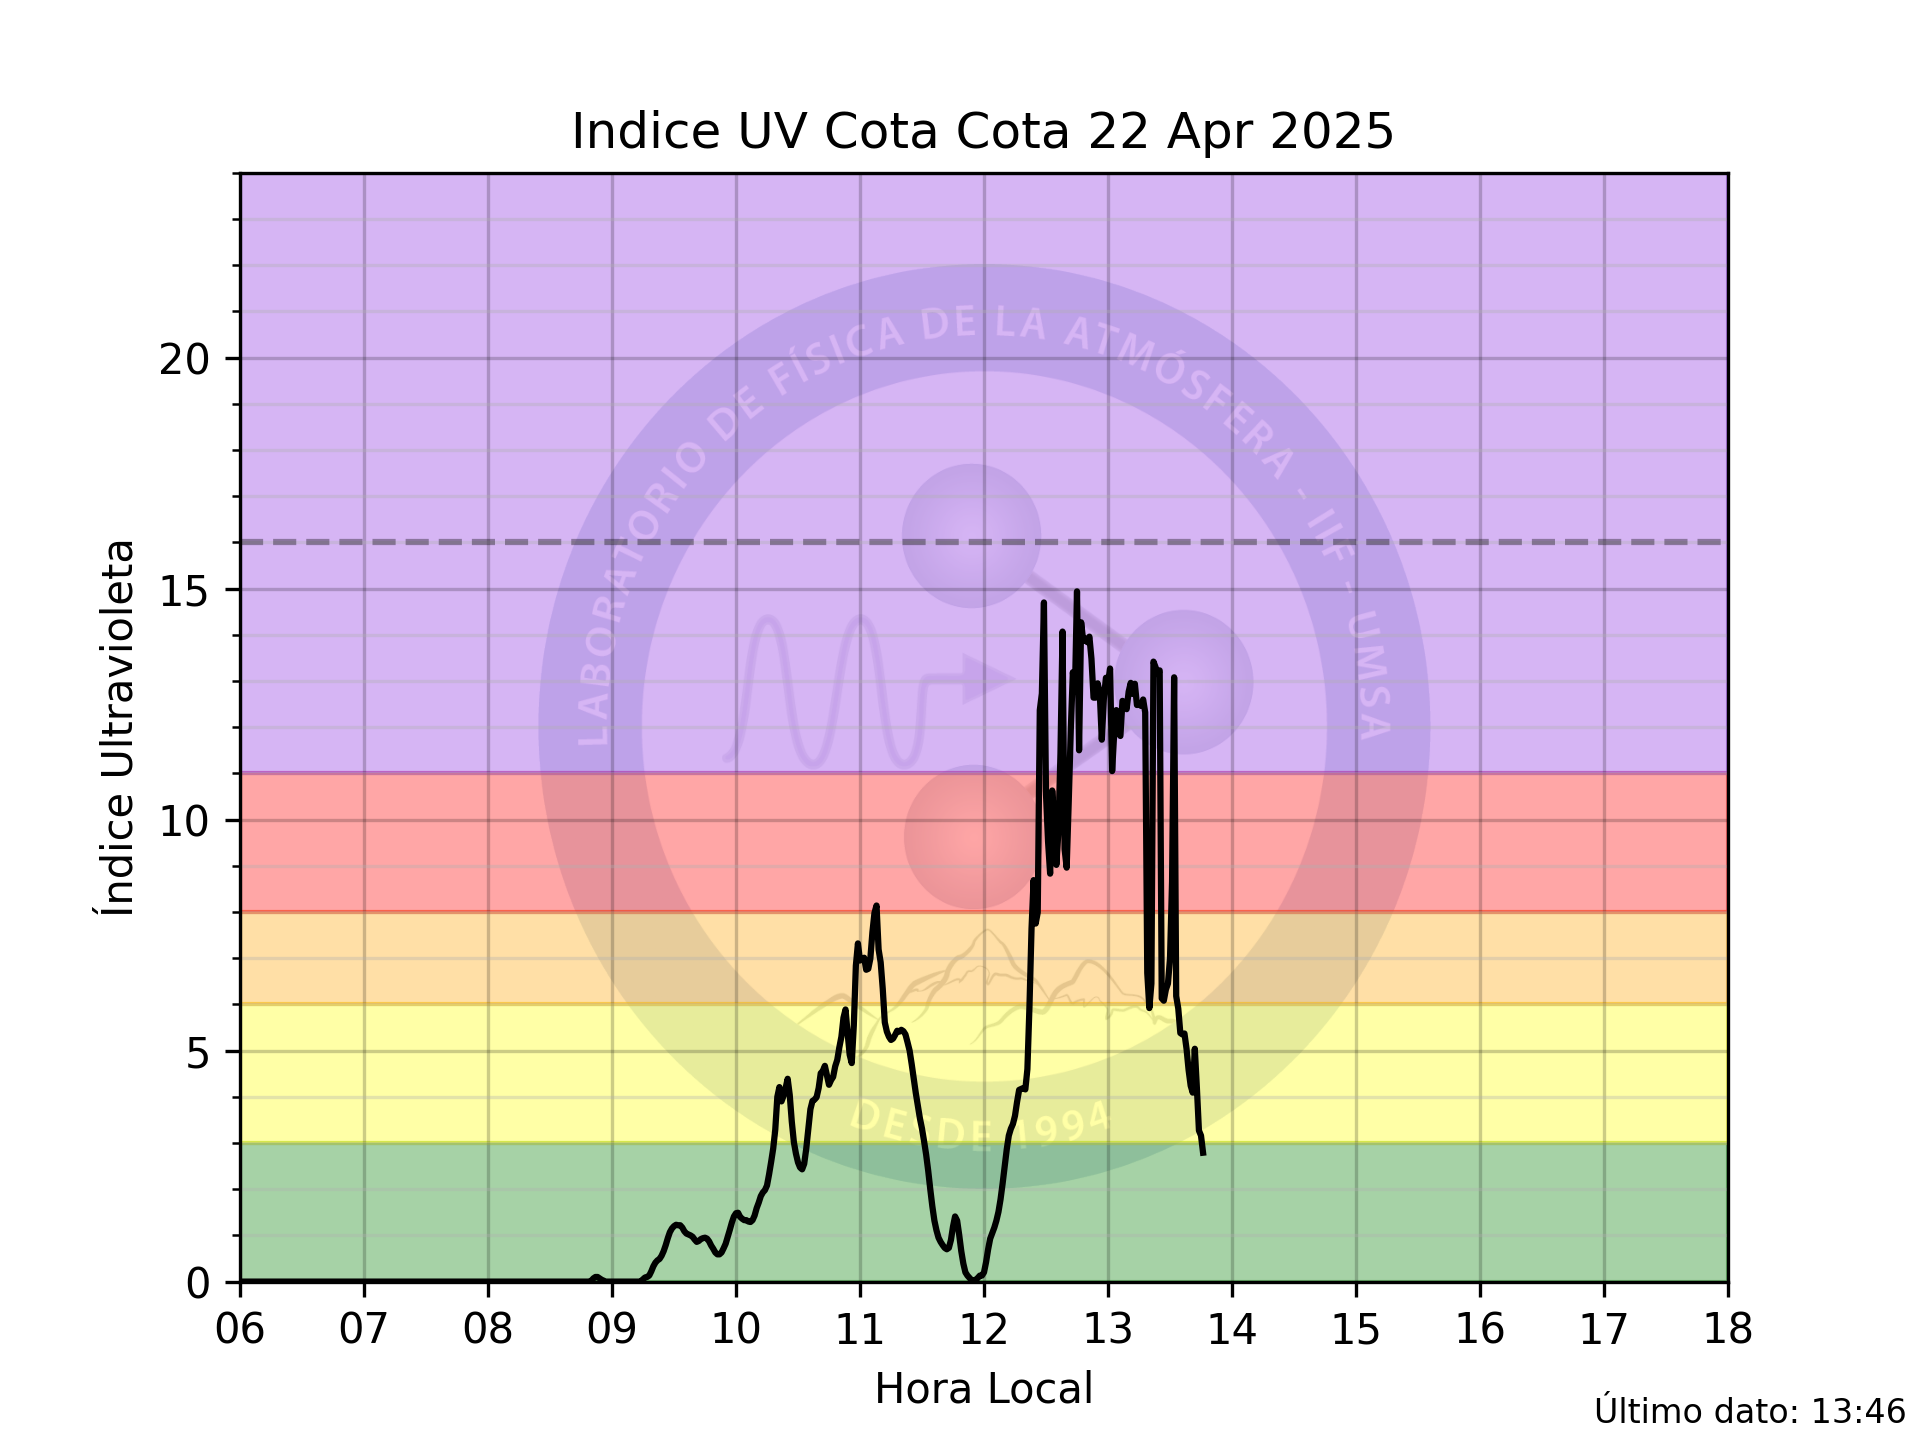 Indice UV Cota Cota 22 Apr 2025
Índice Ultravioleta
20
15
10
5
0
LABORATORIO DE FÍSICA DE LA ATMÓSFERA - IIF - UMSA
DESDE 1994
06 07 08 09 10 11 12 13 14 15 16 17 18
Hora Local
Último dato: 13:46